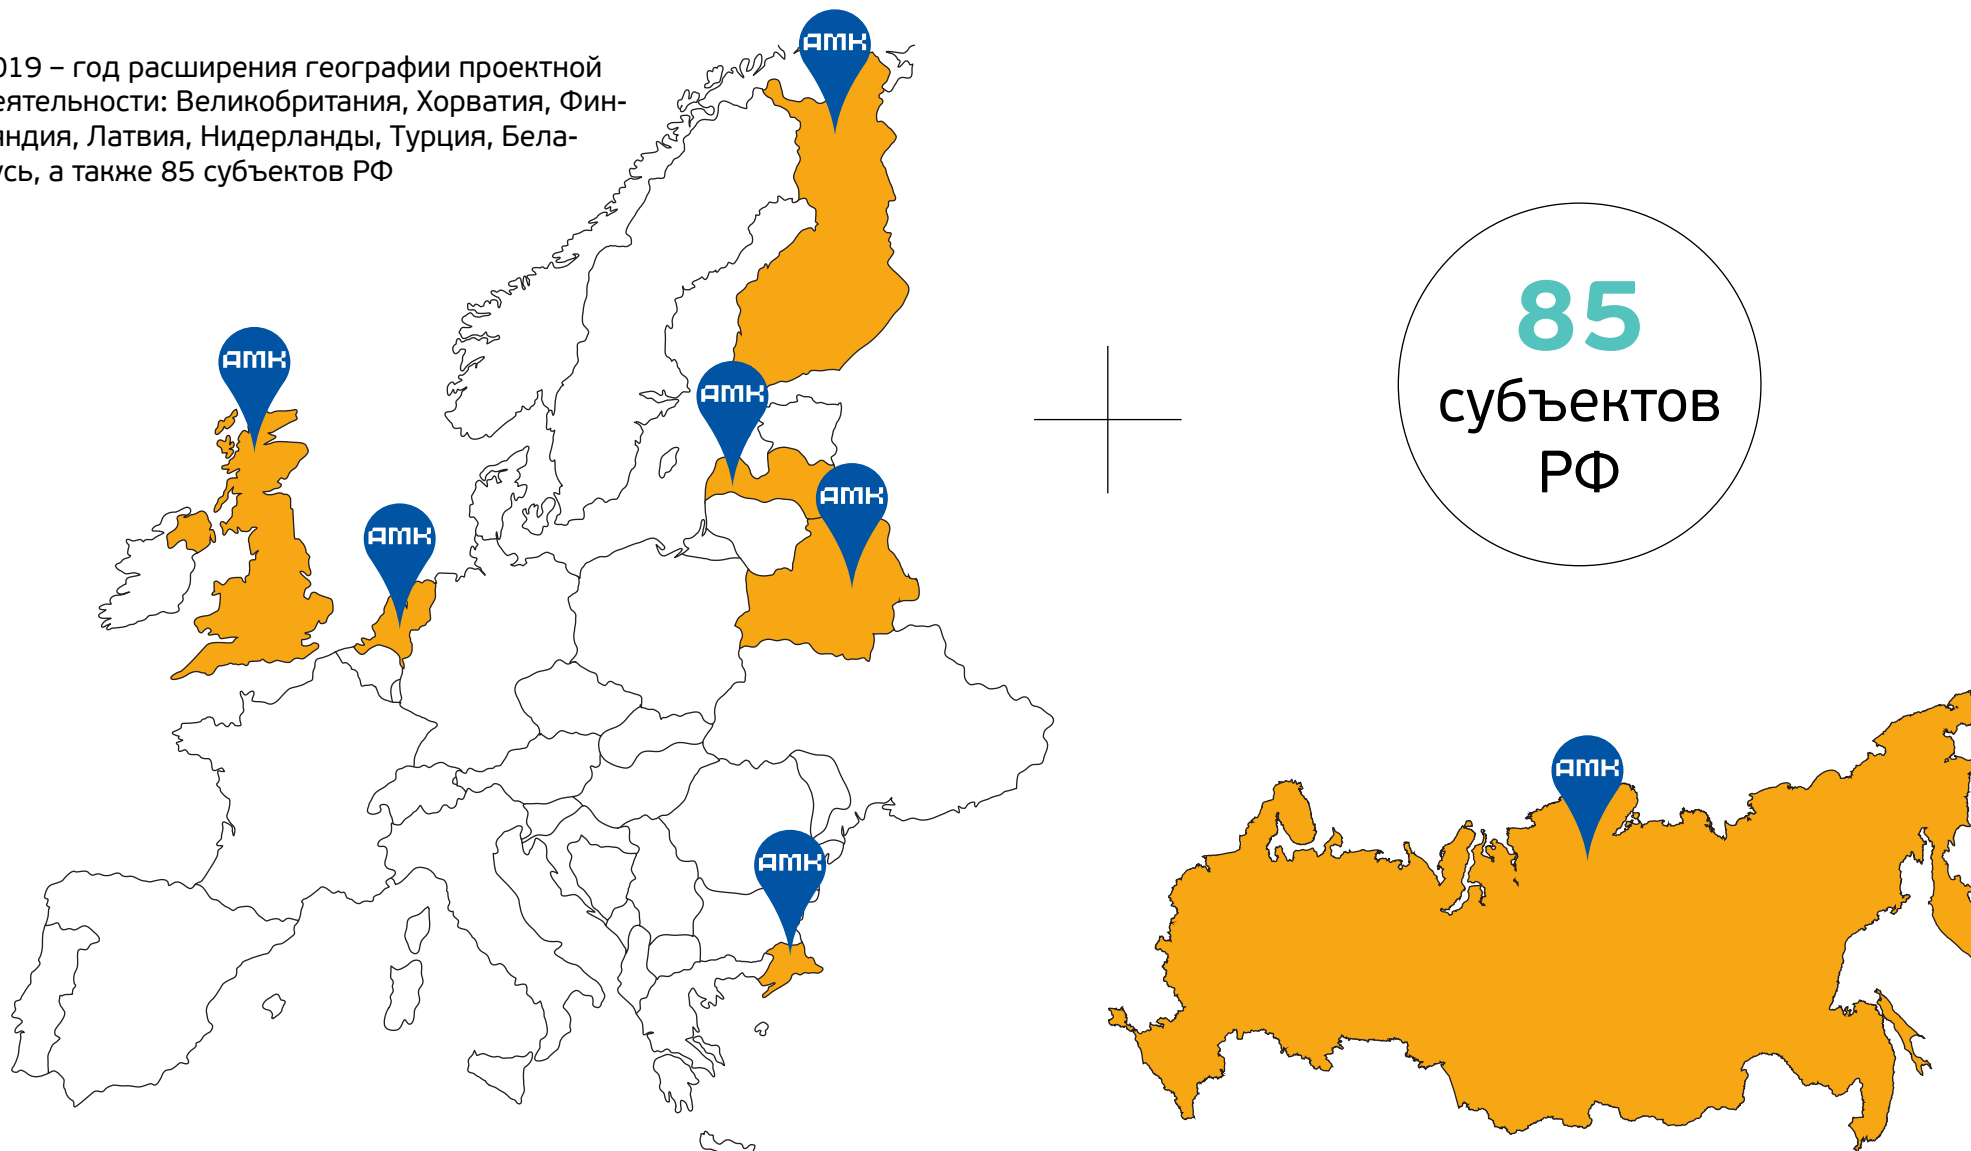 019 – год расширения географии проектной
еятельности: Великобритания, Хорватия, Фин-
яндия, Латвия, Нидерланды, Турция, Бела-
усь, а также 85 субъектов РФ
АМК
АМК
АМК
АМК
АМК
АМК
85
субъектов
РФ
АМК